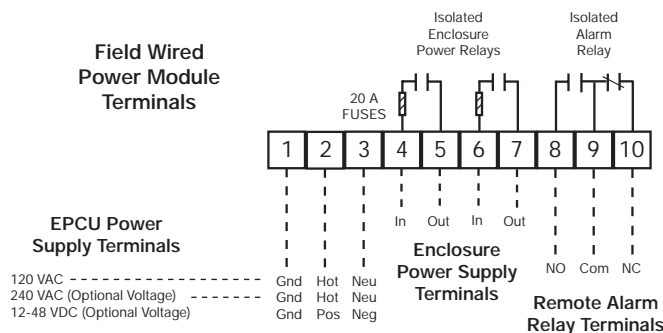 Isolated
Enclosure
Power Relays
Isolated
Alarm
Relay
Field Wired
Power Module
Terminals
20 A
FUSES
1 2 3 4 5 6 7 8 9 10
In Out In Out
EPCU Power
Supply Terminals
Enclosure
Power Supply
Terminals
NO Com NC
Remote Alarm
Relay Terminals
120 VAC Gnd Hot Neu
240 VAC (Optional Voltage) Gnd Hot Neu
12-48 VDC (Optional Voltage) Gnd Pos Neg